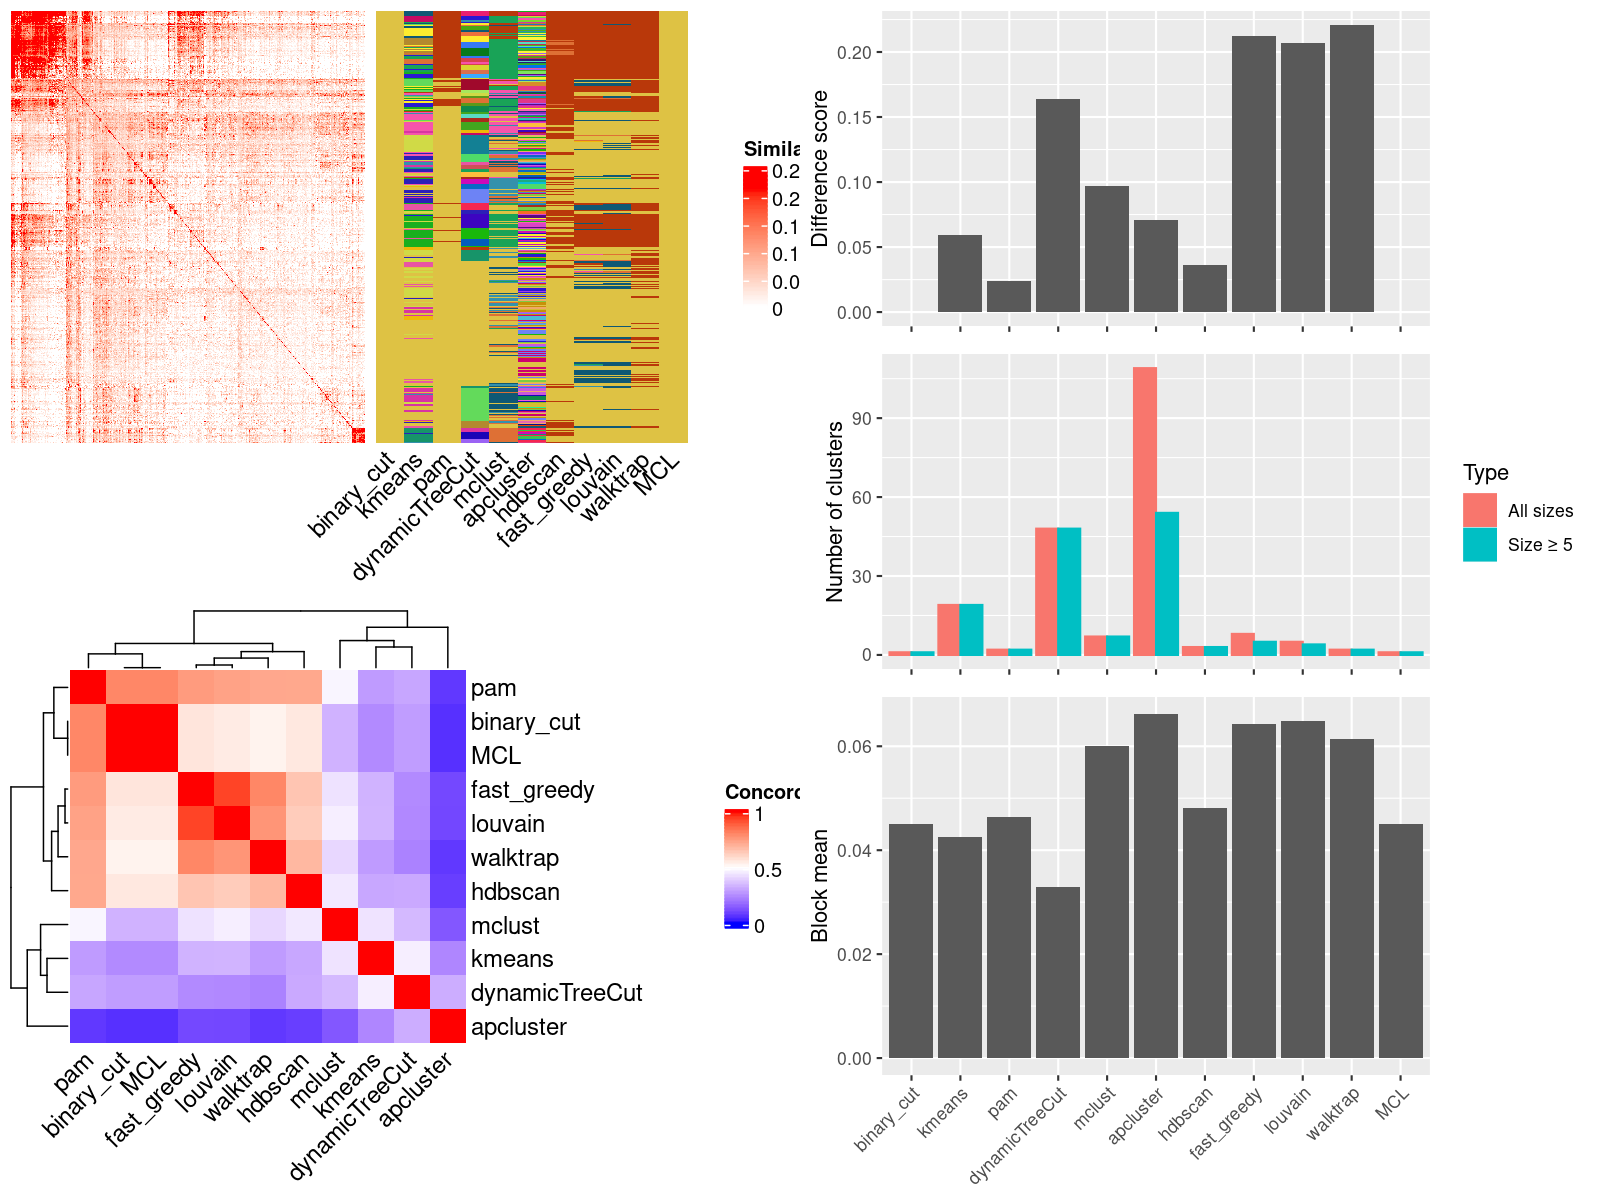 Simila
0.2
0.2
0.1
0.1
0.0
0
binary_cut
kmeans
pam
dynamicTreeCut
mclust
apcluster
hdbscan
fast_greedy
louvain
walktrap
MCL
pam
binary_cut
MCL
fast_greedy
louvain
walktrap
hdbscan
mclust
kmeans
dynamicTreeCut
apcluster
pam
binary_cut
MCL
fast_greedy
louvain
walktrap
hdbscan
mclust
kmeans
dynamicTreeCut
apcluster
Concord
1
0.5
0
Difference score
0.20
0.15
0.10
0.05
0.00
Number of clusters
90
60
30
0
Type
All sizes
Size ≥ 5
Block mean
0.06
0.04
0.02
0.00
binary_cut
kmeans
pam
dynamicTreeCut
mclust
apcluster
hdbscan
fast_greedy
louvain
walktrap
MCL